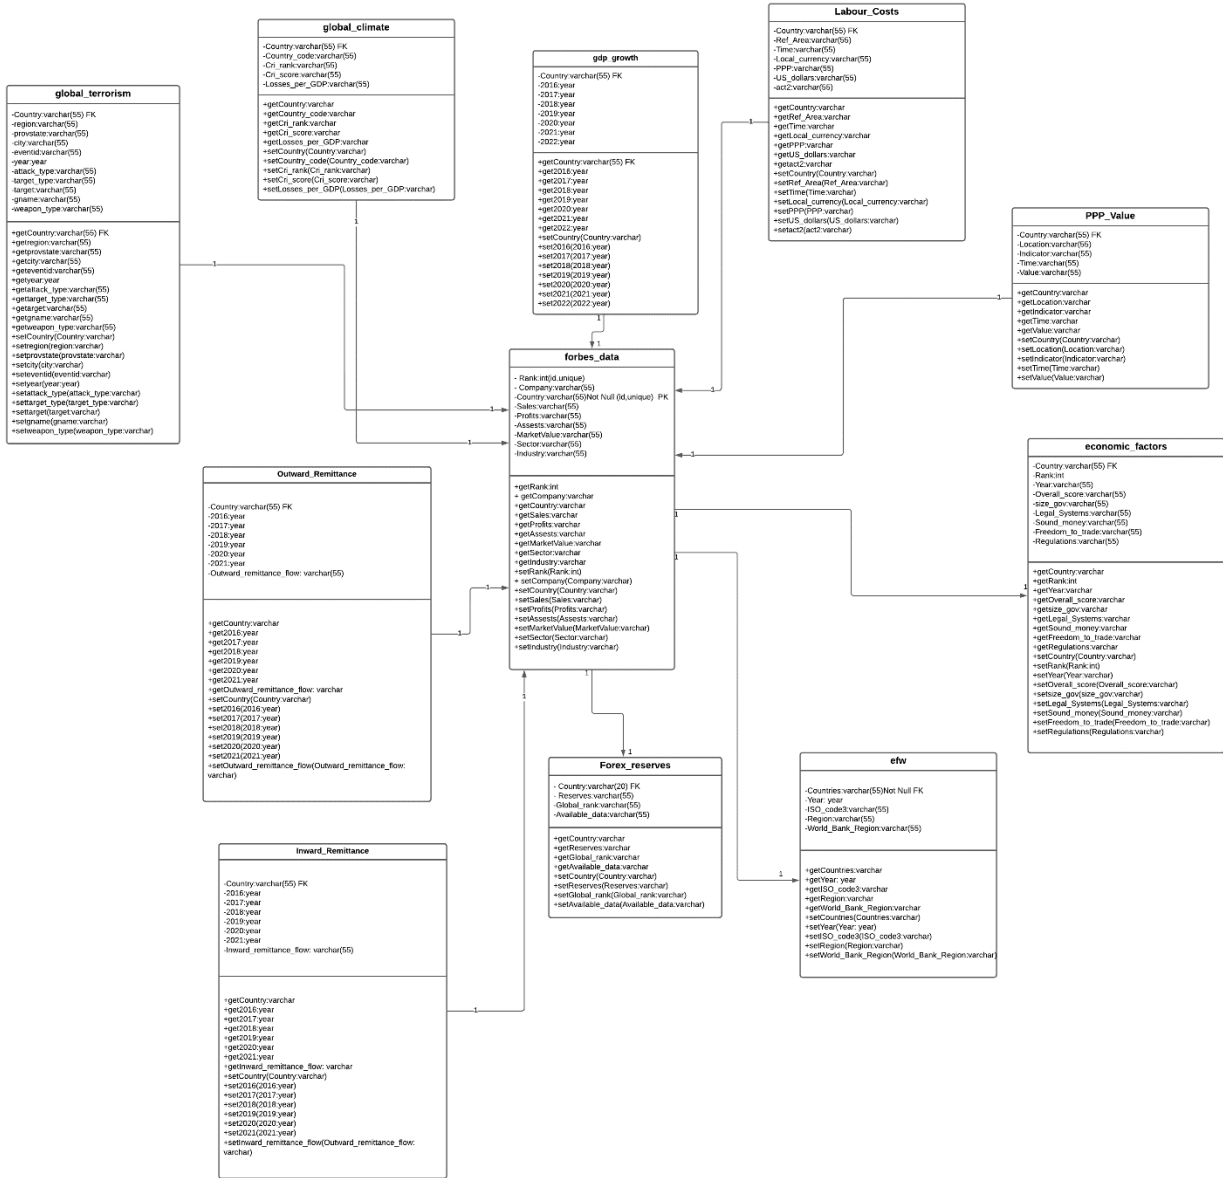 global_climate
-Country:varchar(55) FK
-Country_code:varchar(55)
-Cri_rank:varchar(55)
-Cri_score:varchar(55)
-Losses_per_GDP:varchar(55)
+getCountry:varchar
+getCountry_code:varchar
+getCri_rank:varchar
+getCri_score:varchar
+getLosses_per_GDP:varchar
+setCountry(Country:varchar)
+setCountry_code(Country_code:varchar)
+setCri_rank(Cri_rank:varchar)
+setCri_score(Cri_score:varchar)
+setLosses_per_GDP(Losses_per_GDP:varchar)
1
gdp_growth
-Country:varchar(55) FK
-2016:year
-2017:year
-2018:year
-2019:year
-2020:year
-2021:year
-2022:year
+getCountry:varchar(55) FK
+get2016:year
+get2017:year
+get2018:year
+get2019:year
+get2020:year
+get2021:year
+get2022:year
+setCountry(Country:varchar)
+set2016(2016:year)
+set2017(2017:year)
+set2018(2018:year)
+set2019(2019:year)
+set2020(2020:year)
+set2021(2021:year)
+set2022(2022:year)
1
1
Labour_Costs
-Country:varchar(55) FK
-Ref_Area:varchar(55)
-Time:varchar(55)
-Local_currency:varchar(55)
-PPP:varchar(55)
-US_dollars:varchar(55)
-act2:varchar(55)
+getCountry:varchar
+getRef_Area:varchar
+getTime:varchar
+getLocal_currency:varchar
+getPPP:varchar
+getUS_dollars:varchar
+getact2:varchar
+setCountry(Country:varchar)
+setRef_Area(Ref_Area:varchar)
+setTime(Time:varchar)
+setLocal_currency(Local_currency:varchar)
+setPPP(PPP:varchar)
+setUS_dollars(US_dollars:varchar)
+setact2(act2:varchar)
1
1
global_terrorism
-Country:varchar(55) FK
-region:varchar(55)
-provstate:varchar(55)
-city:varchar(55)
-eventid:varchar(55)
-year:year
-attack_type:varchar(55)
-target_type:varchar(55)
-target:varchar(55)
-gname:varchar(55)
-weapon_type:varchar(55)
+getCountry:varchar(55) FK
+getregion:varchar(55)
+getprovstate:varchar(55)
+getcity:varchar(55)
+geteventid:varchar(55)
+getyear:year
+getattack_type:varchar(55)
+gettarget_type:varchar(55)
+getarget:varchar(55)
+getgname:varchar(55)
+getweapon_type:varchar(55)
+setCountry(Country:varchar)
+setregion(region:varchar)
+setprovstate(provstate:varchar)
+setcity(city:varchar)
+seteventid(eventid:varchar)
+setyear(year:year)
+setattack_type(attack_type:varchar)
+settarget_type(target_type:varchar)
+settarget(target:varchar)
+setgname(gname:varchar)
+setweapon_type(weapon_type:varchar)
1
1
1
PPP_Value
-Country:varchar(55) FK
-Location:varchar(55)
-Indicator:varchar(55)
-Time:varchar(55)
-Value:varchar(55)
+getCountry:varchar
+getLocation:varchar
+getIndicator:varchar
+getTime:varchar
+getValue:varchar
+setCountry(Country:varchar)
+setLocation(Location:varchar)
+setIndicator(Indicator:varchar)
+setTime(Time:varchar)
+setValue(Value:varchar)
1
1
forbes_data
- Rank:int(id,unique)
- Company:varchar(55)
-Country:varchar(55)Not Null (id,unique) PK
-Sales:varchar(55)
-Profits:varchar(55)
-Assests:varchar(55)
-MarketValue:varchar(55)
-Sector:varchar(55)
-Industry:varchar(55)
+getRank:int
+ getCompany:varchar
+getCountry:varchar
+getSales:varchar
+getProfits:varchar
+getAssests:varchar
+getMarketValue:varchar
+getSector:varchar
+getIndustry:varchar
+setRank(Rank:int)
+ setCompany(Company:varchar)
+setCountry(Country:varchar)
+setSales(Sales:varchar)
+setProfits(Profits:varchar)
+setAssests(Assests:varchar)
+setMarketValue(MarketValue:varchar)
+setSector(Sector:varchar)
+setIndustry(Industry:varchar)
1
1
1
1
economic_factors
-Country:varchar(55) FK
-Rank:int
-Year:varchar(55)
-Overall_score:varchar(55)
-size_gov:varchar(55)
-Legal_Systems:varchar(55)
-Sound_money:varchar(55)
-Freedom_to_trade:varchar(55)
-Regulations:varchar(55)
+getCountry:varchar
+getRank:int
+getYear:varchar
+getOverall_score:varchar
+getsize_gov:varchar
+getLegal_Systems:varchar
+getSound_money:varchar
+getFreedom_to_trade:varchar
+getRegulations:varchar
+setCountry(Country:varchar)
+setRank(Rank:int)
+setYear(Year:varchar)
+setOverall_score(Overall_score:varchar)
+setsize_gov(size_gov:varchar)
+setLegal_Systems(Legal_Systems:varchar)
+setSound_money(Sound_money:varchar)
+setFreedom_to_trade(Freedom_to_trade:varchar)
+setRegulations(Regulations:varchar)
1
Outward_Remittance
-Country:varchar(55) FK
-2016:year
-2017:year
-2018:year
-2019:year
-2020:year
-2021:year
-Outward_remittance_flow: varchar(55)
+getCountry:varchar
+get2016:year
+get2017:year
+get2018:year
+get2019:year
+get2020:year
+get2021:year
+getOutward_remittance_flow: varchar
+setCountry(Country:varchar)
+set2016(2016:year)
+set2017(2017:year)
+set2018(2018:year)
+set2019(2019:year)
+set2020(2020:year)
+set2021(2021:year)
+setOutward_remittance_flow(Outward_remittance_flow:
varchar)
1
1
Forex_reserves
- Country:varchar(20) FK
- Reserves:varchar(55)
-Global_rank:varchar(55)
-Available_data:varchar(55)
+getCountry:varchar
+getReserves:varchar
+getGlobal_rank:varchar
+getAvailable_data:varchar
+setCountry(Country:varchar)
+setReserves(Reserves:varchar)
+setGlobal_rank(Global_rank:varchar)
+setAvailable_data(Available_data:varchar)
1
efw
-Countries:varchar(55)Not Null FK
-Year: year
-ISO_code3:varchar(55)
-Region:varchar(55)
-World_Bank_Region:varchar(55)
+getCountries:varchar
+getYear: year
+getISO_code3:varchar
+getRegion:varchar
+getWorld_Bank_Region:varchar
+setCountries(Countries:varchar)
+setYear(Year: year)
+setISO_code3(ISO_code3:varchar)
+setRegion(Region:varchar)
+setWorld_Bank_Region(World_Bank_Region:varchar)
1
Inward_Remittance
-Country:varchar(55) FK
-2016:year
-2017:year
-2018:year
-2019:year
-2020:year
-2021:year
-Inward_remittance_flow: varchar(55)
+getCountry:varchar
+get2016:year
+get2017:year
+get2018:year
+get2019:year
+get2020:year
+get2021:year
+getInward_remittance_flow: varchar
+setCountry(Country:varchar)
+set2016(2016:year)
+set2017(2017:year)
+set2018(2018:year)
+set2019(2019:year)
+set2020(2020:year)
+set2021(2021:year)
+setInward_remittance_flow(Outward_remittance_flow:
varchar)
1